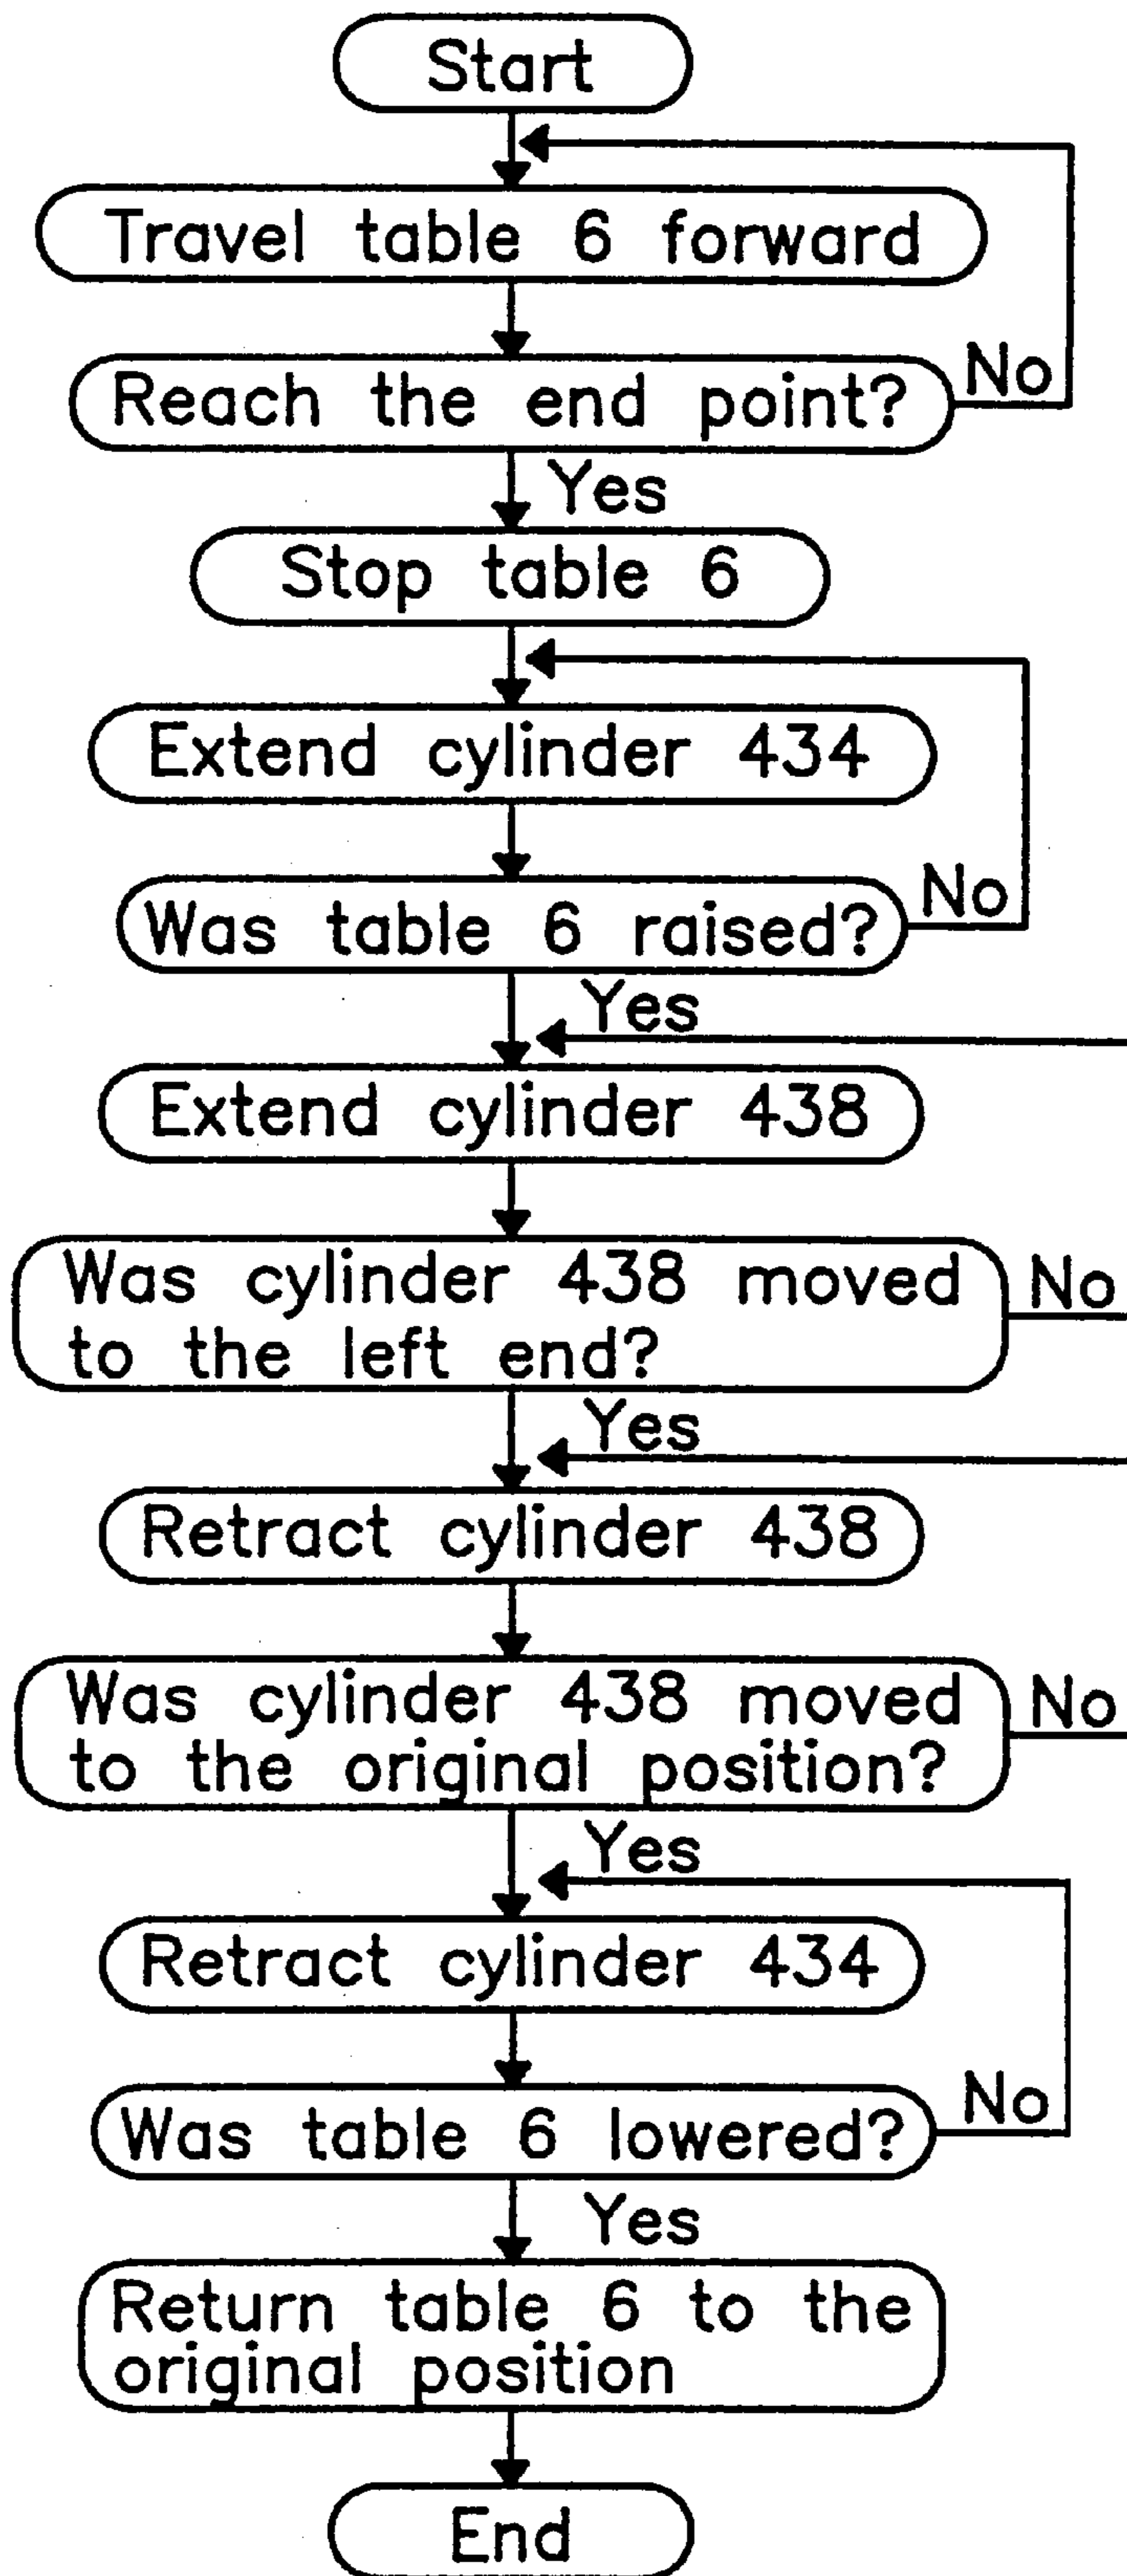 Start
Travel table 6 forward
Reach the end point?
No
Yes
Stop table 6
Extend cylinder 434
Was table 6 raised?
No
Yes
Extend cylinder 438
Was cylinder 438 moved
to the left end?
No
Yes
Retract cylinder 438
Was cylinder 438 moved
to the original position?
No
Yes
Retract cylinder 434
Was table 6 lowered?
No
Yes
Return table 6 to the
original position
End